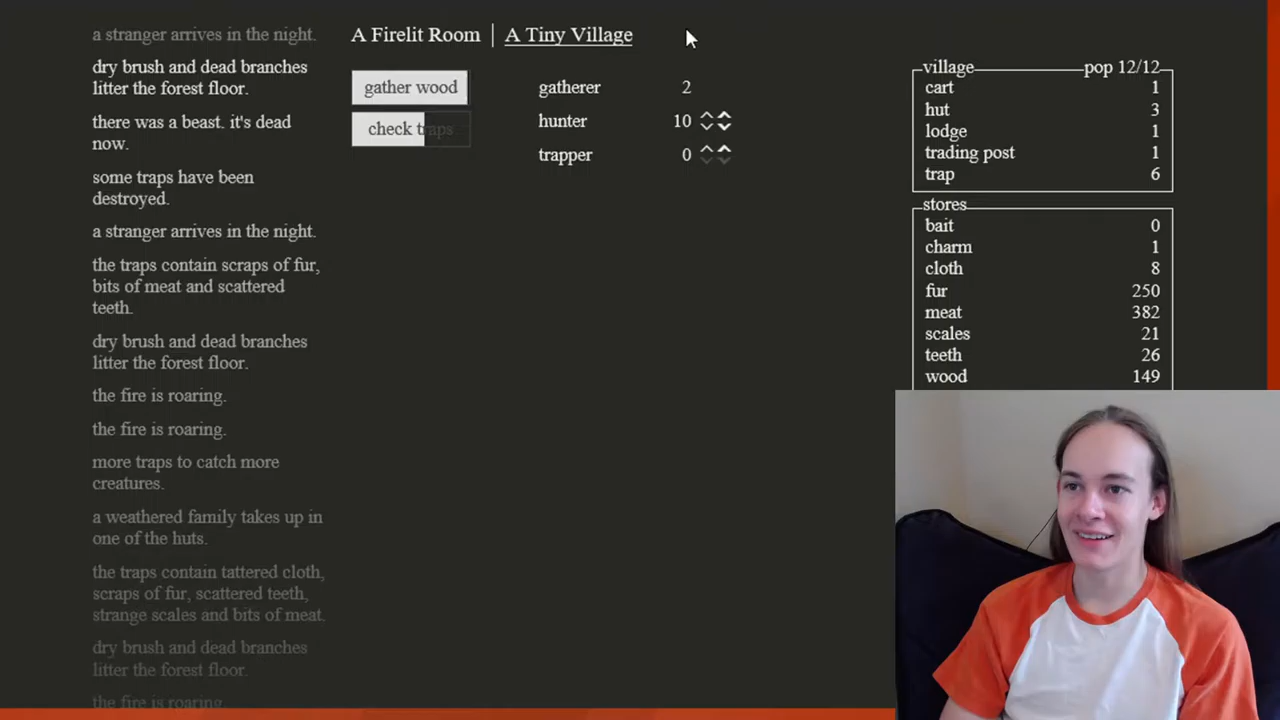 a stranger arrives in the night.
dry brush and dead branches
litter the forest floor.
there was a beast. it's dead
now.
some traps have been
destroyed.
a stranger arrives in the night.
the traps contain scraps of fur,
bits of meat and scattered
teeth.
dry brush and dead branches
litter the forest floor.
the fire is roaring.
the fire is roaring.
more traps to catch more
creatures.
a weathered family takes up in
one of the huts.
the traps contain tattered cloth,
scraps of fur, scattered teeth,
strange scales and bits of meat.
dry brush and dead branches
litter the forest floor.
the fire is roaring.
A Firelit Room | A Tiny Village
gather wood
check traps
gatherer 2
hunter 10
trapper 0
village pop 12/12
cart 1
hut 3
lodge 1
trading post 1
trap 6
stores
bait 0
charm 1
cloth 8
fur 250
meat 382
scales 21
teeth 26
wood 149